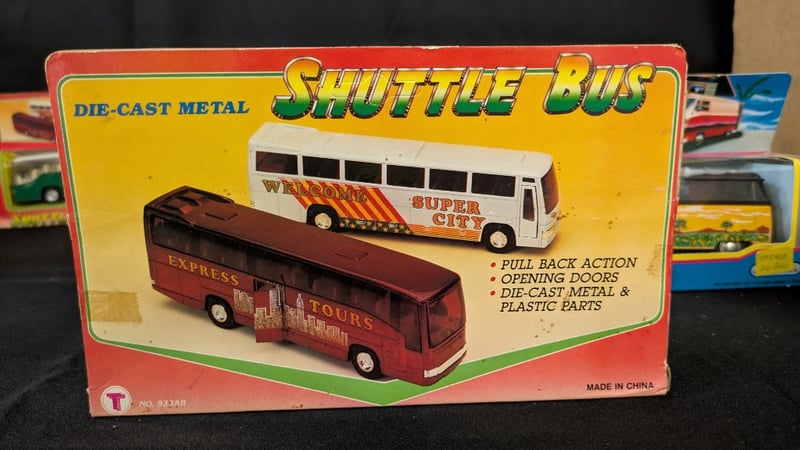 SHUTTLE BUS
DIE-CAST METAL
WELCOME
SUPER
CITY
EXPRESS
TOURS
• PULL BACK ACTION
• OPENING DOORS
• DIE-CAST METAL &
PLASTIC PARTS
MADE IN CHINA
T
NO. 933AB
SHUTTLE